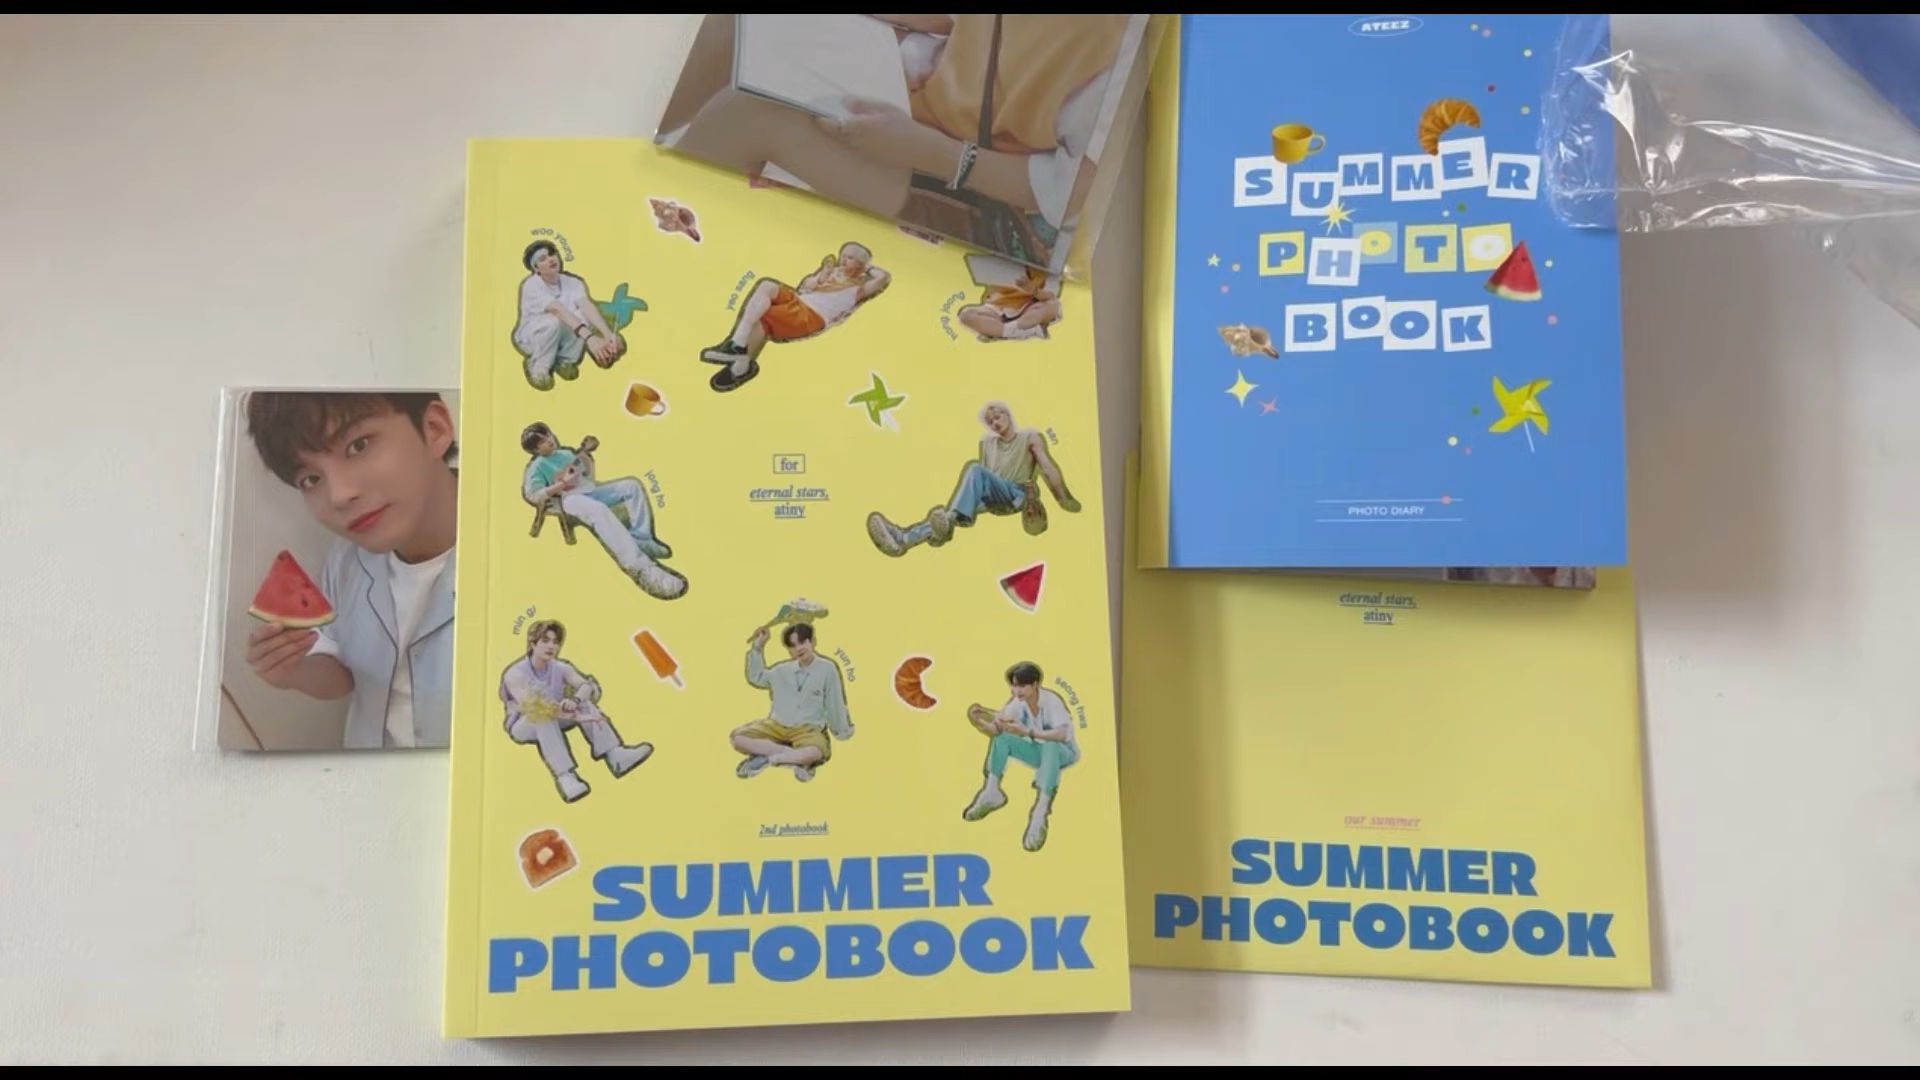 woo young
yeo sang
hong joong
jong ho
for
eternal stars,
atiny
san
min gi
yun ho
seong hwa
2nd photobook
SUMMER
PHOTOBOOK
ATEEZ
SUMMER
PHOTO
BOOK
PHOTO DIARY
eternal stars,
atiny
our summer
SUMMER
PHOTOBOOK